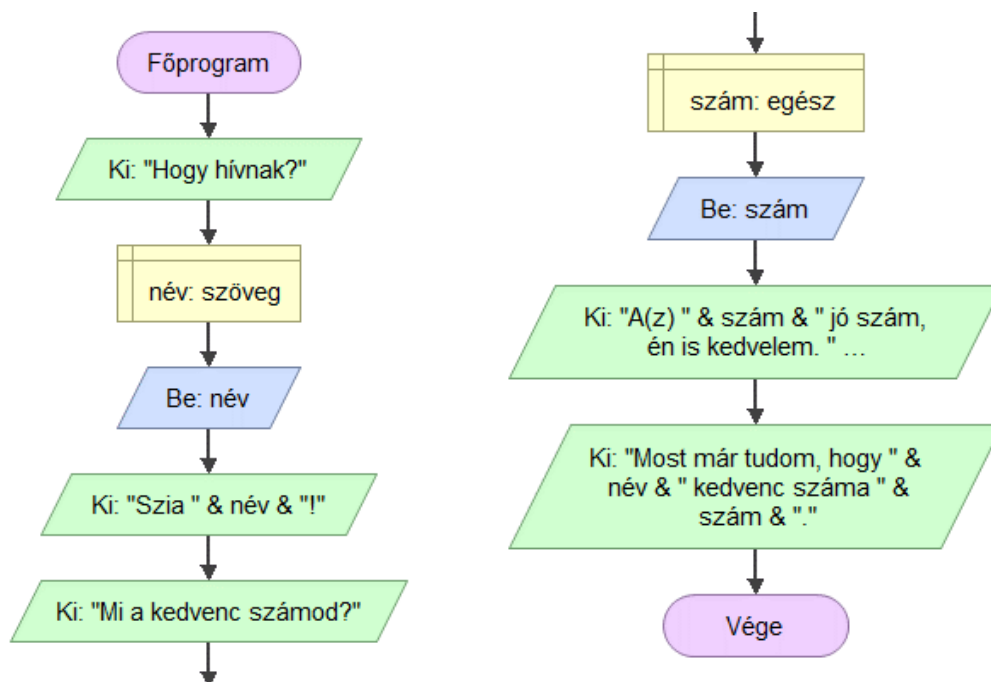 Főprogram
Ki: "Hogy hívnak?"
név: szöveg
Be: név
Ki: "Szia " & név & "!"
Ki: "Mi a kedvenc számod?"
szám: egész
Be: szám
Ki: "A(z) " & szám & " jó szám,
én is kedvelem. " ...
Ki: "Most már tudom, hogy " &
név & " kedvenc száma " &
szám & "."
Vége